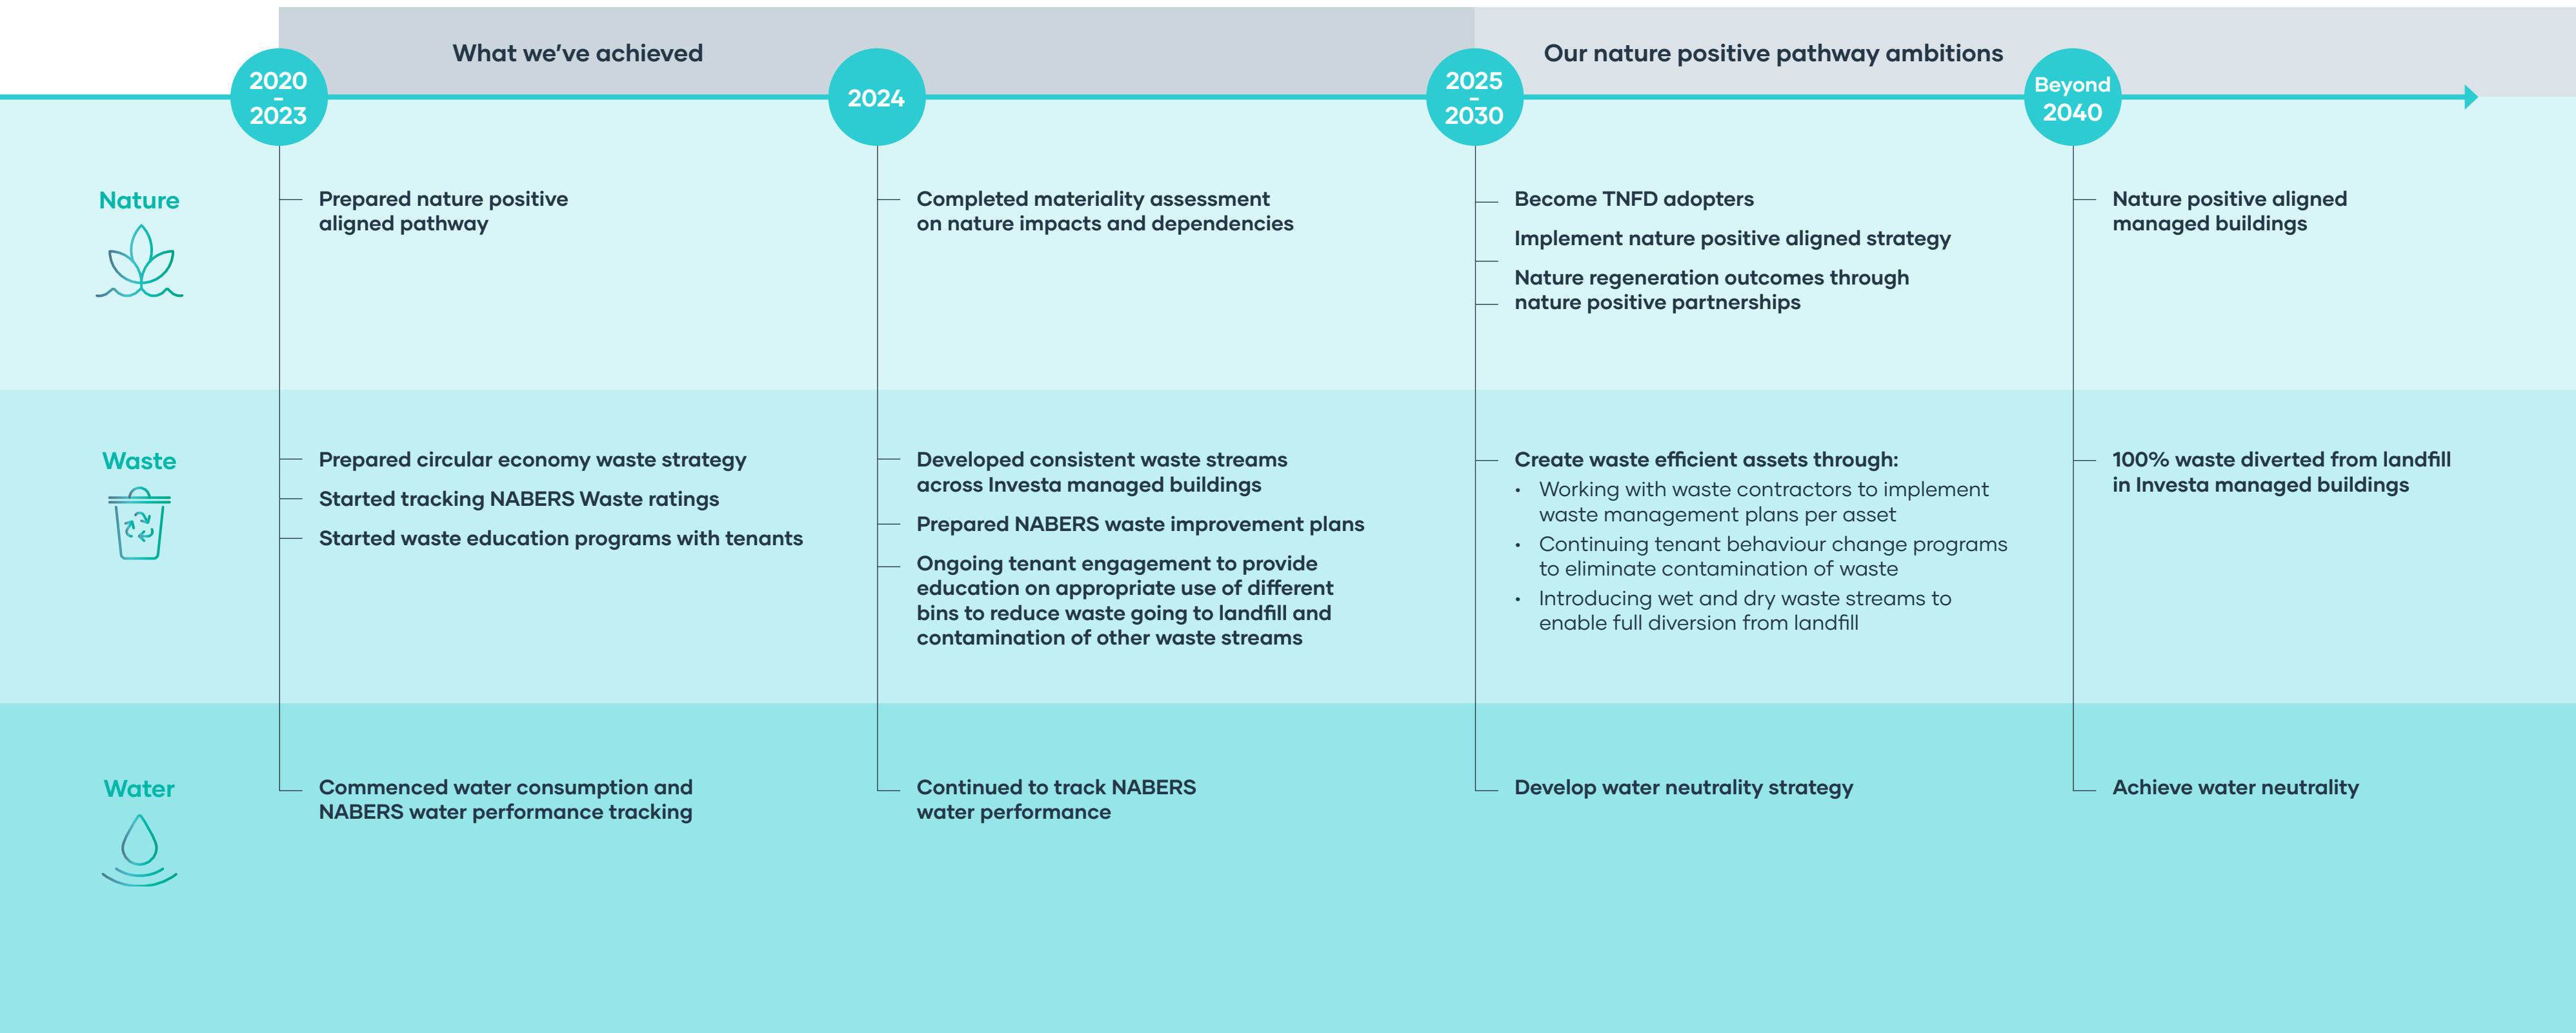 What we've achieved
Our nature positive pathway ambitions
2020
–
2023
2024
2025
–
2030
Beyond
2040
Nature
Prepared nature positive
aligned pathway
Completed materiality assessment
on nature impacts and dependencies
Become TNFD adopters
Implement nature positive aligned strategy
Nature regeneration outcomes through
nature positive partnerships
Nature positive aligned
managed buildings
Waste
Prepared circular economy waste strategy
Started tracking NABERS Waste ratings
Started waste education programs with tenants
Developed consistent waste streams
across Investa managed buildings
Prepared NABERS waste improvement plans
Ongoing tenant engagement to provide
education on appropriate use of different
bins to reduce waste going to landfill and
contamination of other waste streams
Create waste efficient assets through:
• Working with waste contractors to implement
waste management plans per asset
• Continuing tenant behaviour change programs
to eliminate contamination of waste
• Introducing wet and dry waste streams to
enable full diversion from landfill
100% waste diverted from landfill
in Investa managed buildings
Water
Commenced water consumption and
NABERS water performance tracking
Continued to track NABERS
water performance
Develop water neutrality strategy
Achieve water neutrality